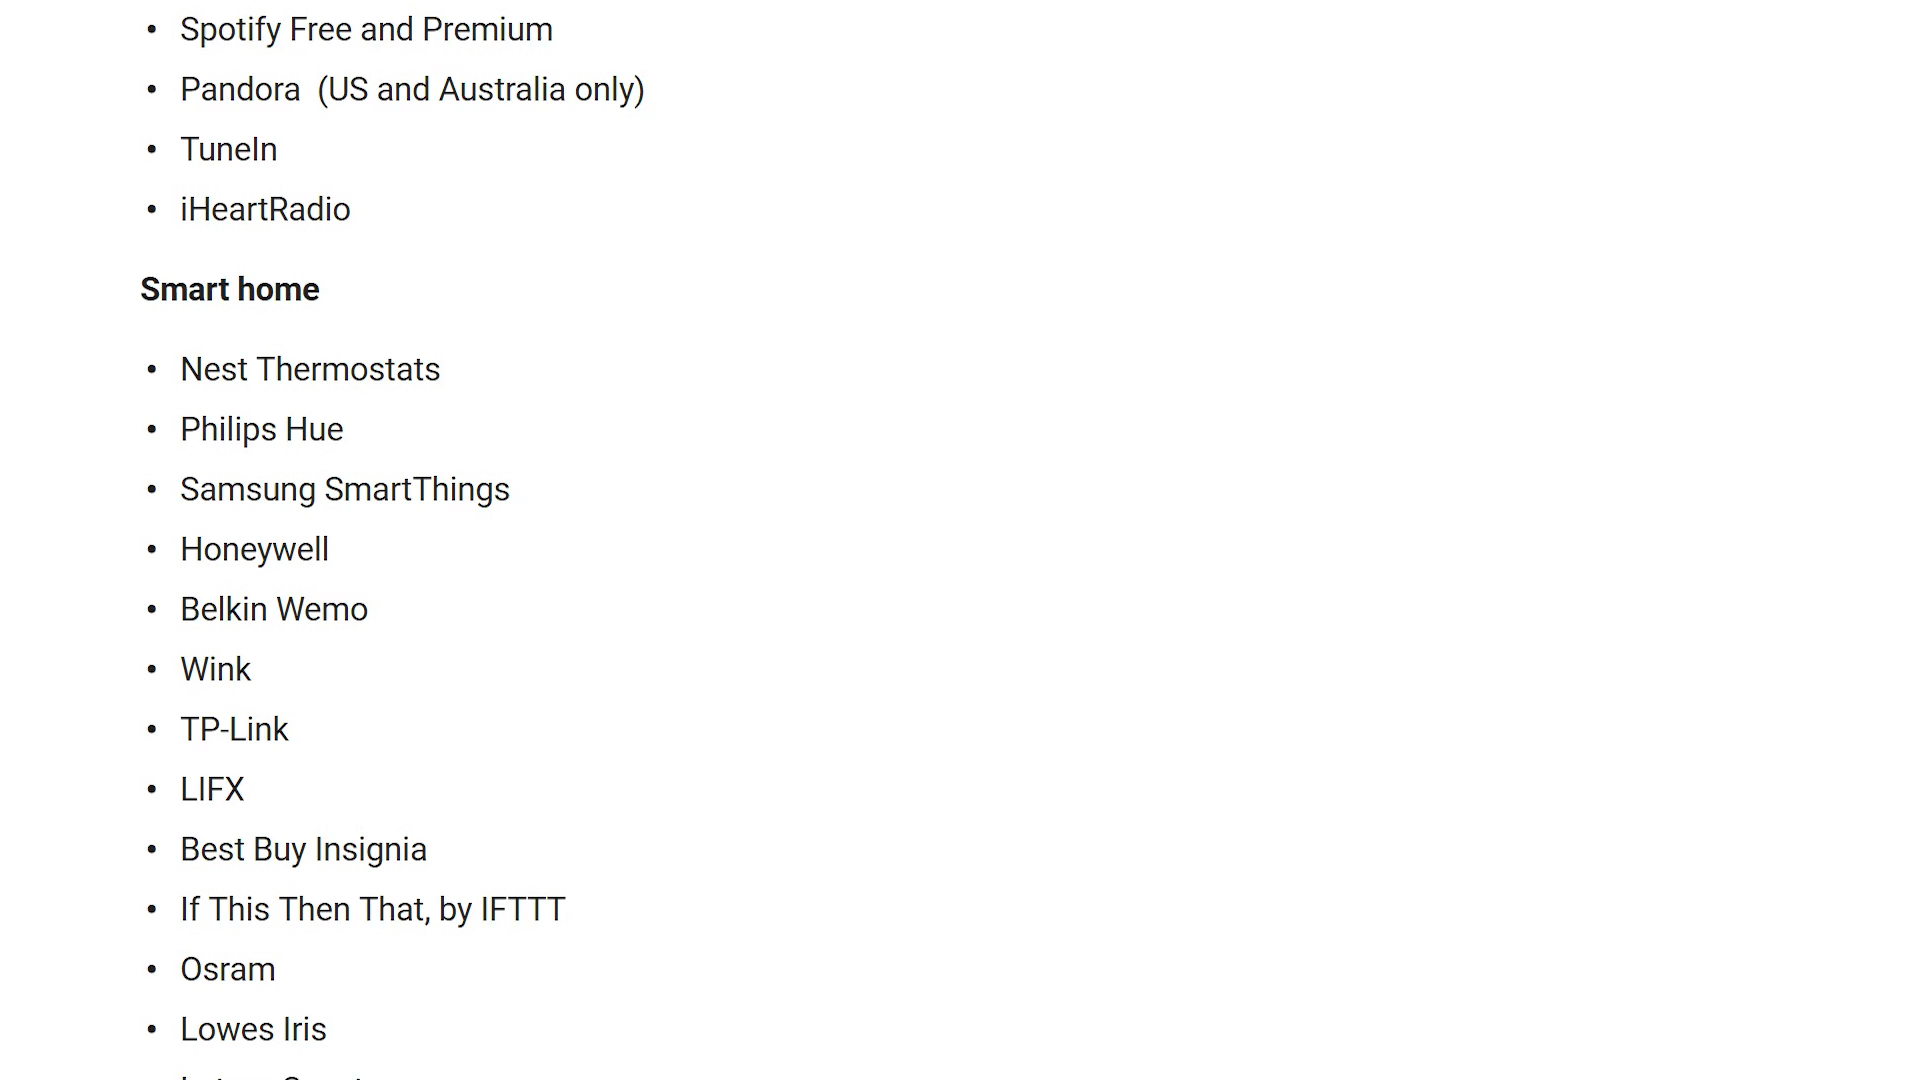 • Spotify Free and Premium
• Pandora  (US and Australia only)
• TuneIn
• iHeartRadio
Smart home
• Nest Thermostats
• Philips Hue
• Samsung SmartThings
• Honeywell
• Belkin Wemo
• Wink
• TP-Link
• LIFX
• Best Buy Insignia
• If This Then That, by IFTTT
• Osram
• Lowes Iris